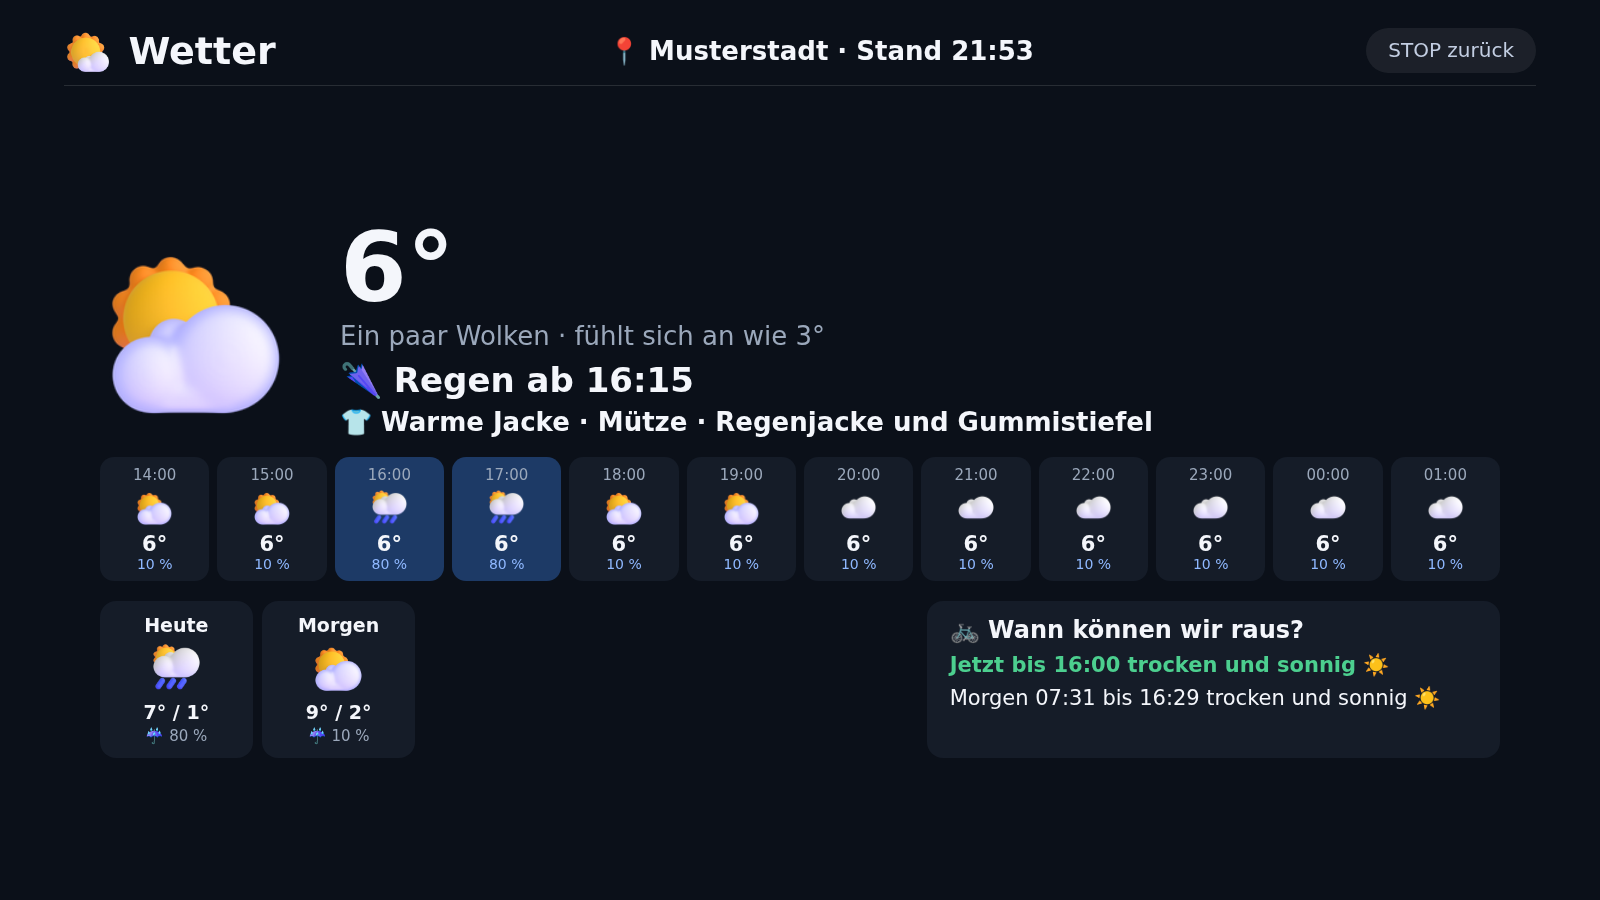 Wetter
Musterstadt · Stand 21:53
STOP zurück
6°
Ein paar Wolken · fühlt sich an wie 3°
Regen ab 16:15
Warme Jacke · Mütze · Regenjacke und Gummistiefel
14:00 15:00 16:00 17:00 18:00 19:00 20:00 21:00 22:00 23:00 00:00 01:00
6° 6° 6° 6° 6° 6° 6° 6° 6° 6° 6° 6°
10 % 10 % 80 % 80 % 10 % 10 % 10 % 10 % 10 % 10 % 10 % 10 %
Heute
7° / 1°
80 %
Morgen
9° / 2°
10 %
Wann können wir raus?
Jetzt bis 16:00 trocken und sonnig
Morgen 07:31 bis 16:29 trocken und sonnig